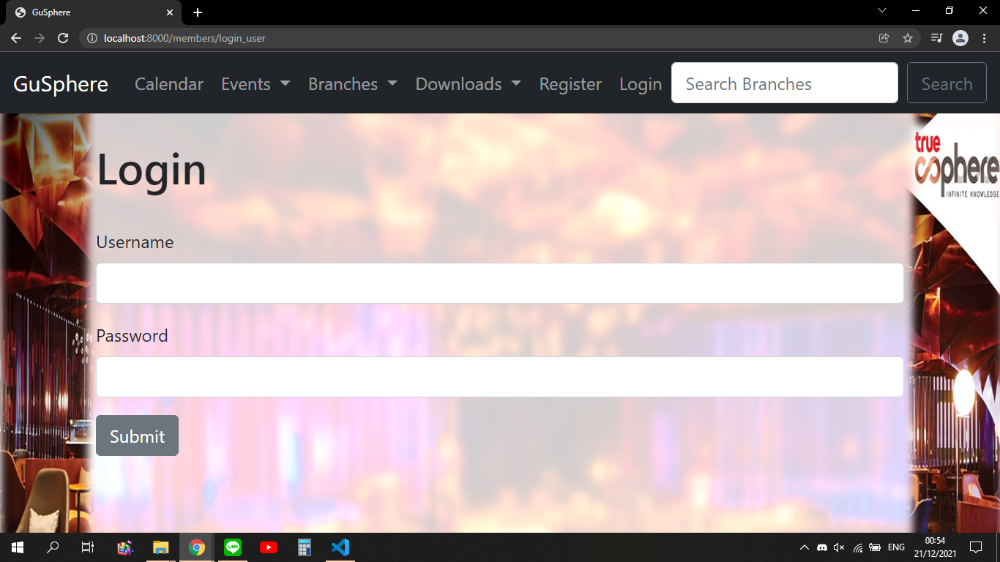 GuSphere
localhost:8000/members/login_user
GuSphere Calendar Events Branches Downloads Register Login Search Branches Search
true
sphere
INFINITE KNOWLEDGE
Login
Username
Password
Submit
LINE
ENG
00:54
21/12/2021